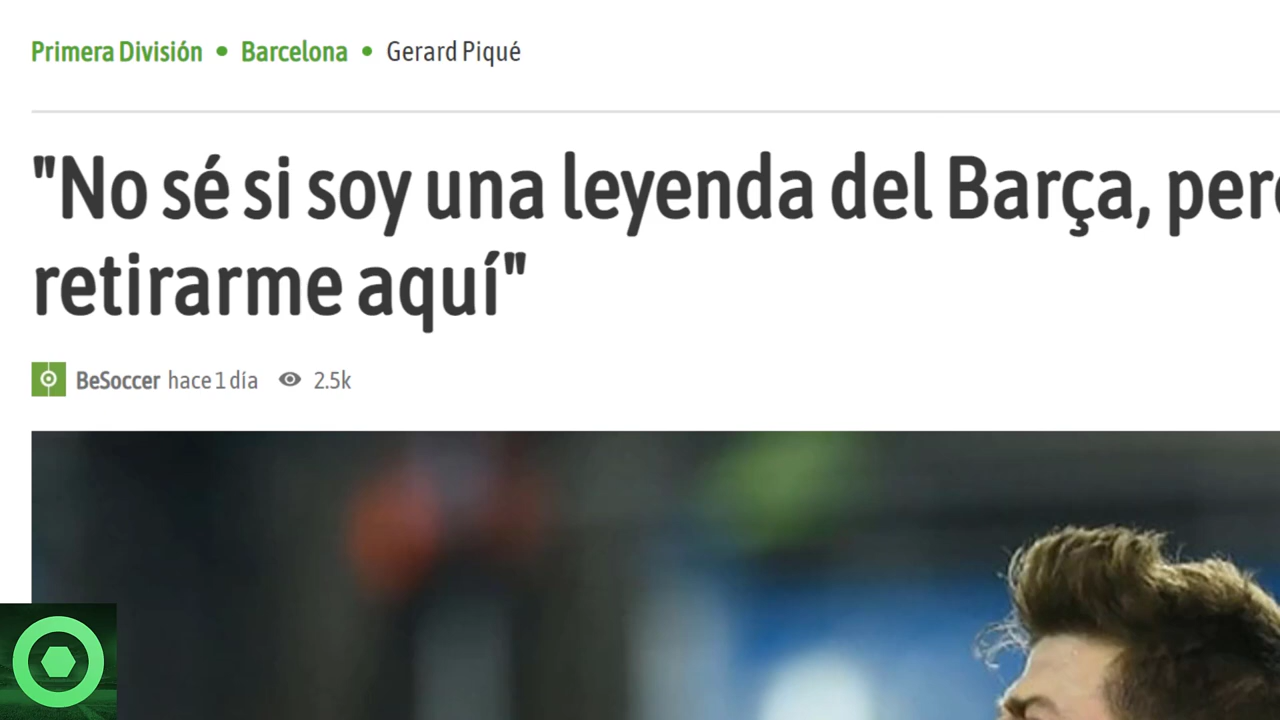 Primera División • Barcelona • Gerard Piqué
"No sé si soy una leyenda del Barça,
retirarme aquí"
BeSoccer hace 1 día 2.5k